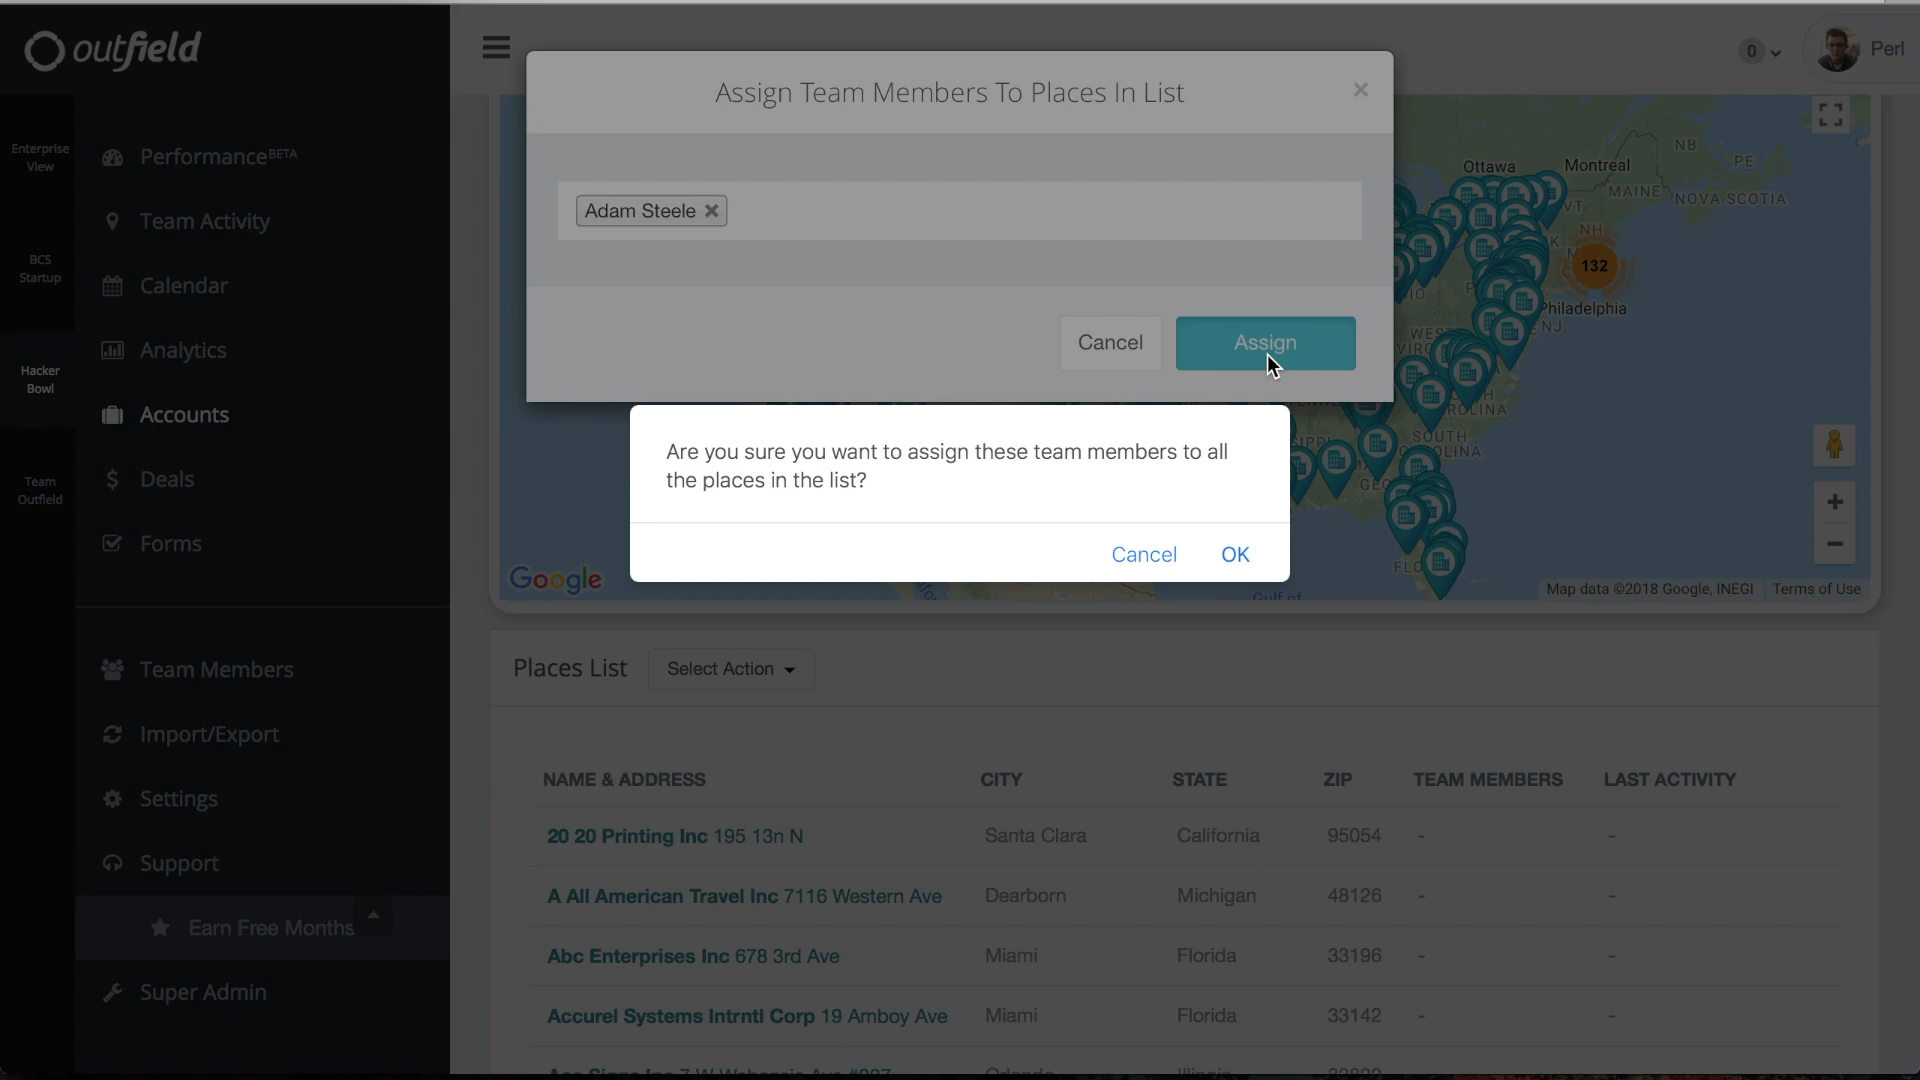 outfield
0
Perl
Enterprise
View
BCS
Startup
Hacker
Bowl
Team
Outfield
Performance BETA
Team Activity
Calendar
Analytics
Accounts
Deals
Forms
Team Members
Import/Export
Settings
Support
Earn Free Months
Super Admin
Assign Team Members To Places In List
×
Adam Steele ×
Cancel
Assign
Are you sure you want to assign these team members to all
the places in the list?
Cancel
OK
Ottawa
Montreal
NB
PE
MAINE
NOVA SCOTIA
VT
NH
132
Philadelphia
NJ
SOUTH
Google
Gulf of
+
−
Map data ©2018 Google, INEGI
Terms of Use
Places List
Select Action
NAME & ADDRESS CITY STATE ZIP TEAM MEMBERS LAST ACTIVITY
20 20 Printing Inc 195 13n N Santa Clara California 95054 - -
A All American Travel Inc 7116 Western Ave Dearborn Michigan 48126 - -
Abc Enterprises Inc 678 3rd Ave Miami Florida 33196 - -
Accurel Systems Intrntl Corp 19 Amboy Ave Miami Florida 33142 - -